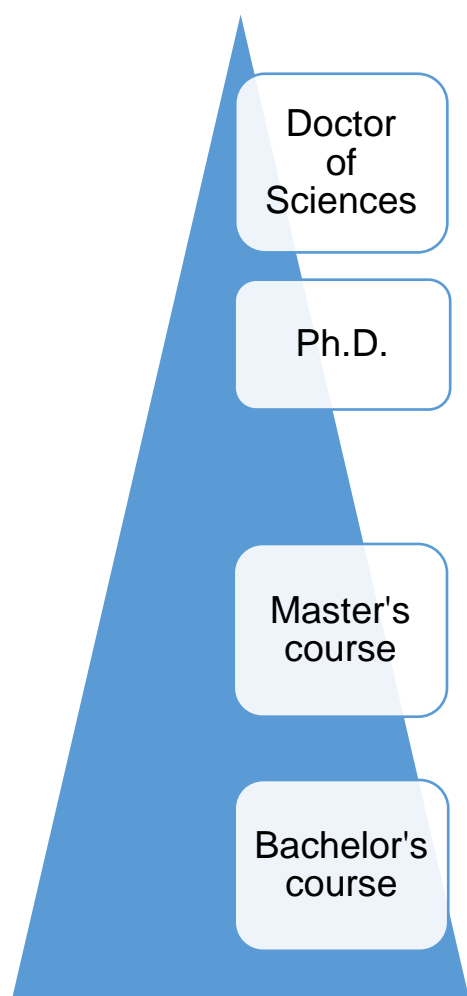 Doctor
of
Sciences
Ph.D.
Master's
course
Bachelor's
course